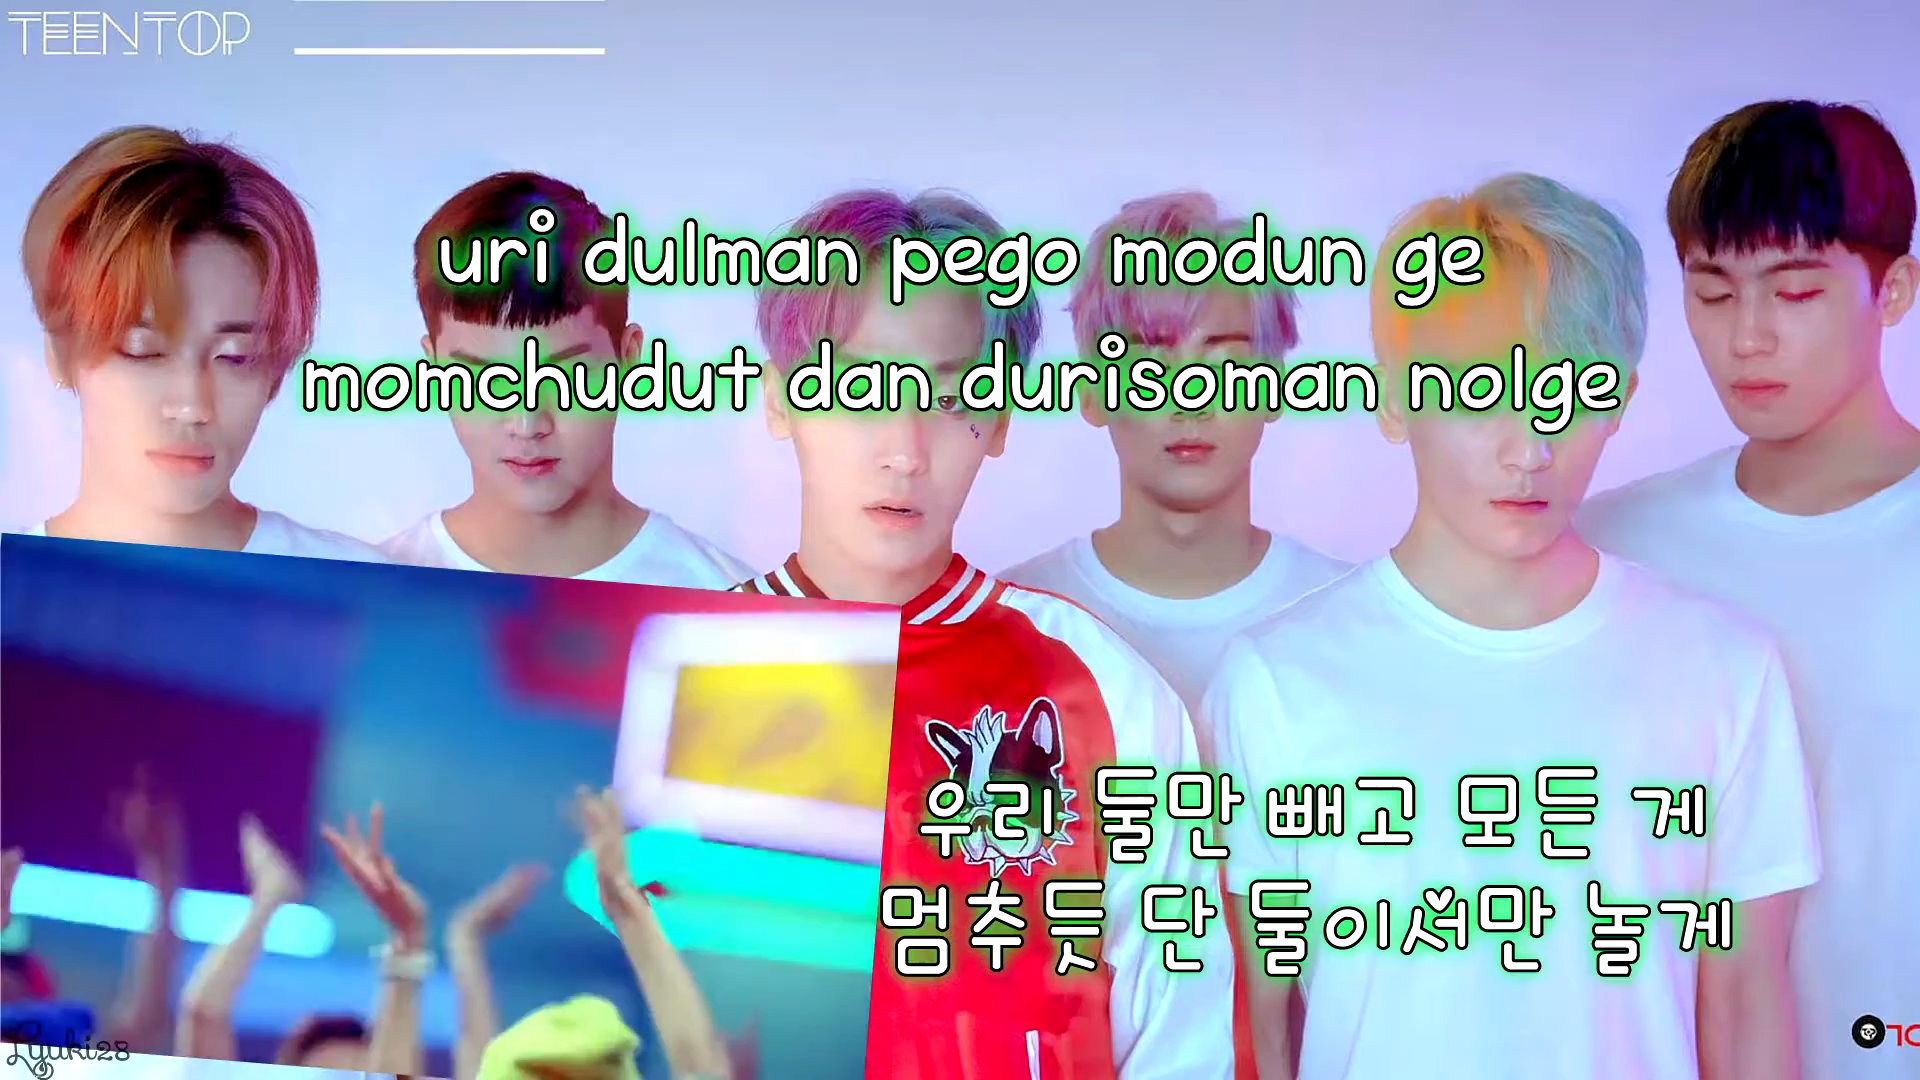 TEENTOP
uri dulman pego modun ge
momchudut dan durisoman nolge
우리 둘만 빼고 모든 게
멈추듯 단 둘이서만 놀게
Lyuki28